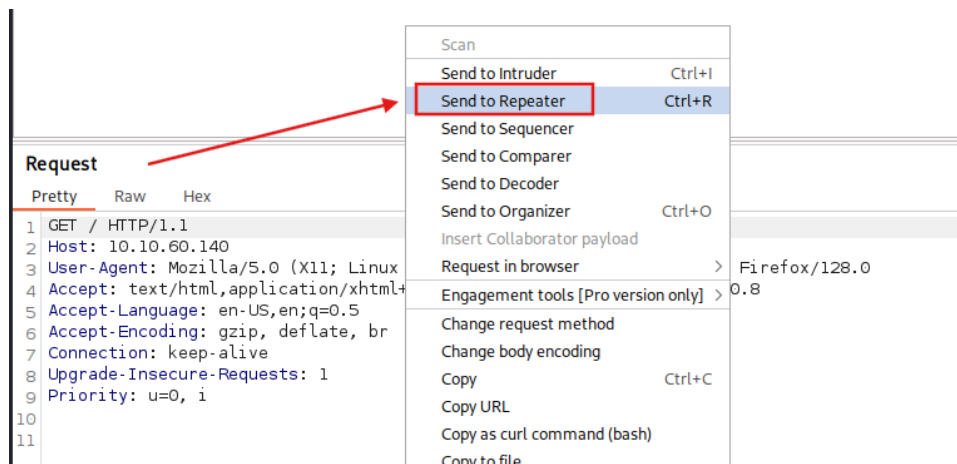 Scan
Send to Intruder Ctrl+I
Send to Repeater Ctrl+R
Send to Sequencer
Send to Comparer
Send to Decoder
Send to Organizer Ctrl+O
Insert Collaborator payload
Request in browser >
Engagement tools [Pro version only] >
Change request method
Change body encoding
Copy Ctrl+C
Copy URL
Copy as curl command (bash)
Copy to file
Request
Pretty Raw Hex
1 GET / HTTP/1.1
2 Host: 10.10.60.140
3 User-Agent: Mozilla/5.0 (X11; Linux Firefox/128.0
4 Accept: text/html,application/xhtml+ 0.8
5 Accept-Language: en-US,en;q=0.5
6 Accept-Encoding: gzip, deflate, br
7 Connection: keep-alive
8 Upgrade-Insecure-Requests: 1
9 Priority: u=0, i
10
11